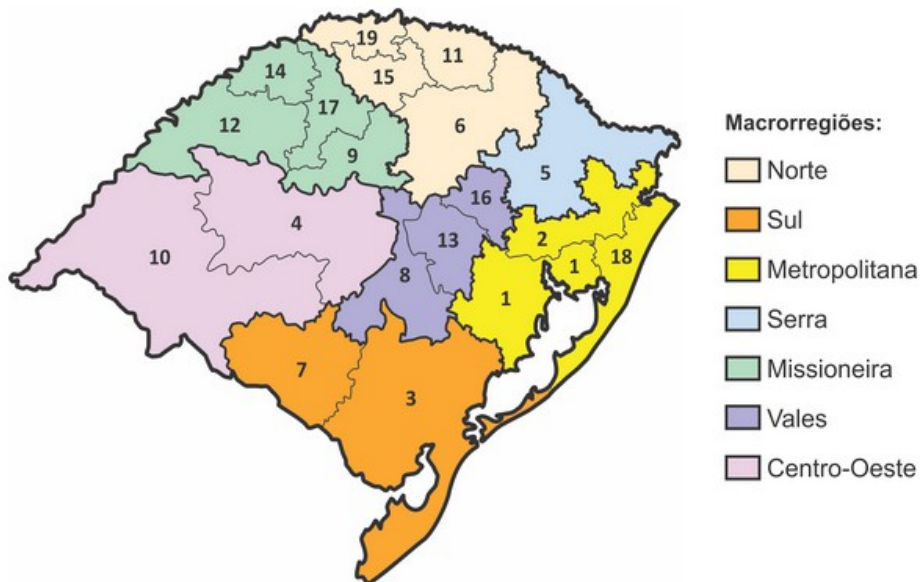 19
11
14
15
17
12
6
9
5
16
4
2
13
10
18
8
1
1
7
3
Macrorregiões:
Norte
Sul
Metropolitana
Serra
Missioneira
Vales
Centro-Oeste